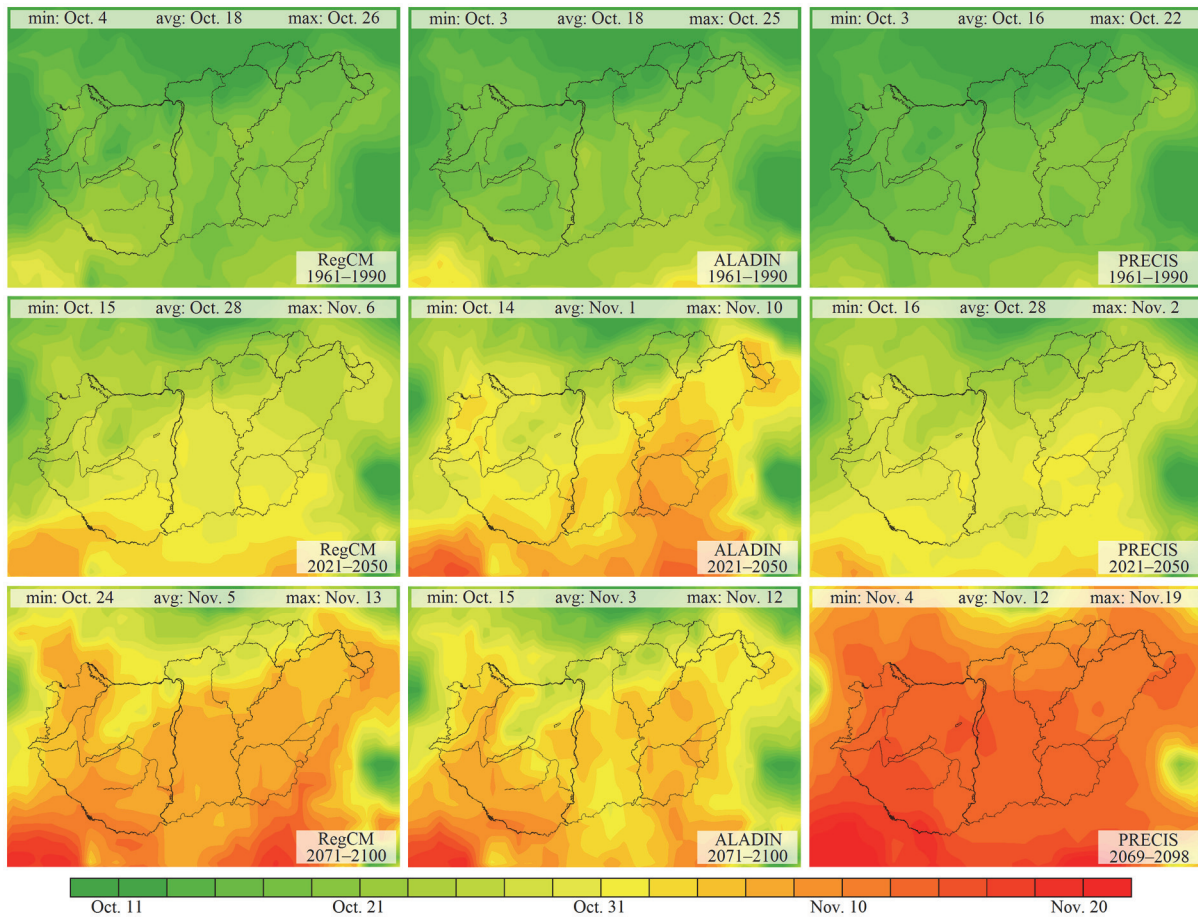 min: Oct. 4 avg: Oct. 18 max: Oct. 26
RegCM
1961–1990
min: Oct. 3 avg: Oct. 18 max: Oct. 25
ALADIN
1961–1990
min: Oct. 3 avg: Oct. 16 max: Oct. 22
PRECIS
1961–1990
min: Oct. 15 avg: Oct. 28 max: Nov. 6
RegCM
2021–2050
min: Oct. 14 avg: Nov. 1 max: Nov. 10
ALADIN
2021–2050
min: Oct. 16 avg: Oct. 28 max: Nov. 2
PRECIS
2021–2050
min: Oct. 24 avg: Nov. 5 max: Nov. 13
RegCM
2071–2100
min: Oct. 15 avg: Nov. 3 max: Nov. 12
ALADIN
2071–2100
min: Nov. 4 avg: Nov. 12 max: Nov.19
PRECIS
2069–2098
Oct. 11 Oct. 21 Oct. 31 Nov. 10 Nov. 20